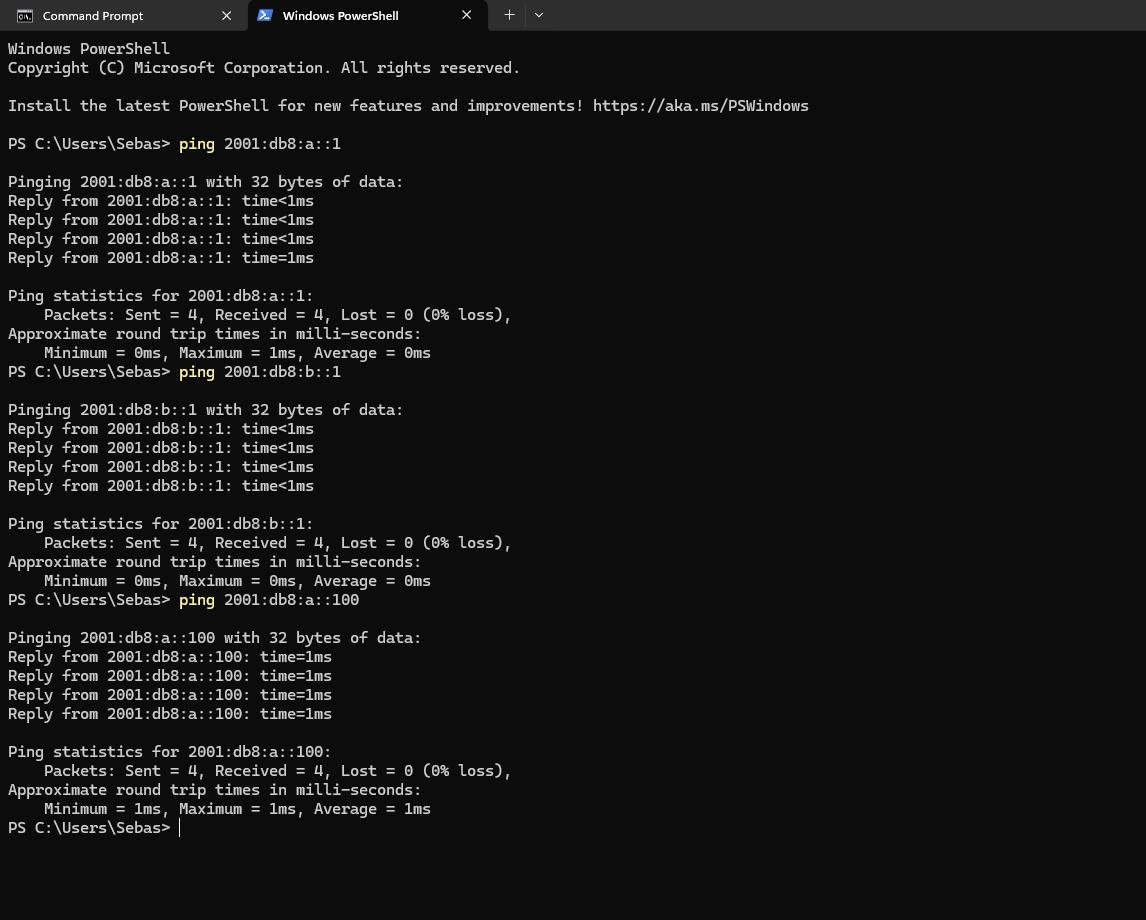 Command Prompt
Windows PowerShell
Windows PowerShell
Copyright (C) Microsoft Corporation. All rights reserved.
Install the latest PowerShell for new features and improvements! https://aka.ms/PSWindows
PS C:\Users\Sebas> ping 2001:db8:a::1
Pinging 2001:db8:a::1 with 32 bytes of data:
Reply from 2001:db8:a::1: time<1ms
Reply from 2001:db8:a::1: time<1ms
Reply from 2001:db8:a::1: time<1ms
Reply from 2001:db8:a::1: time=1ms
Ping statistics for 2001:db8:a::1:
    Packets: Sent = 4, Received = 4, Lost = 0 (0% loss),
Approximate round trip times in milli-seconds:
    Minimum = 0ms, Maximum = 1ms, Average = 0ms
PS C:\Users\Sebas> ping 2001:db8:b::1
Pinging 2001:db8:b::1 with 32 bytes of data:
Reply from 2001:db8:b::1: time<1ms
Reply from 2001:db8:b::1: time<1ms
Reply from 2001:db8:b::1: time<1ms
Reply from 2001:db8:b::1: time<1ms
Ping statistics for 2001:db8:b::1:
    Packets: Sent = 4, Received = 4, Lost = 0 (0% loss),
Approximate round trip times in milli-seconds:
    Minimum = 0ms, Maximum = 0ms, Average = 0ms
PS C:\Users\Sebas> ping 2001:db8:a::100
Pinging 2001:db8:a::100 with 32 bytes of data:
Reply from 2001:db8:a::100: time=1ms
Reply from 2001:db8:a::100: time=1ms
Reply from 2001:db8:a::100: time=1ms
Reply from 2001:db8:a::100: time=1ms
Ping statistics for 2001:db8:a::100:
    Packets: Sent = 4, Received = 4, Lost = 0 (0% loss),
Approximate round trip times in milli-seconds:
    Minimum = 1ms, Maximum = 1ms, Average = 1ms
PS C:\Users\Sebas>